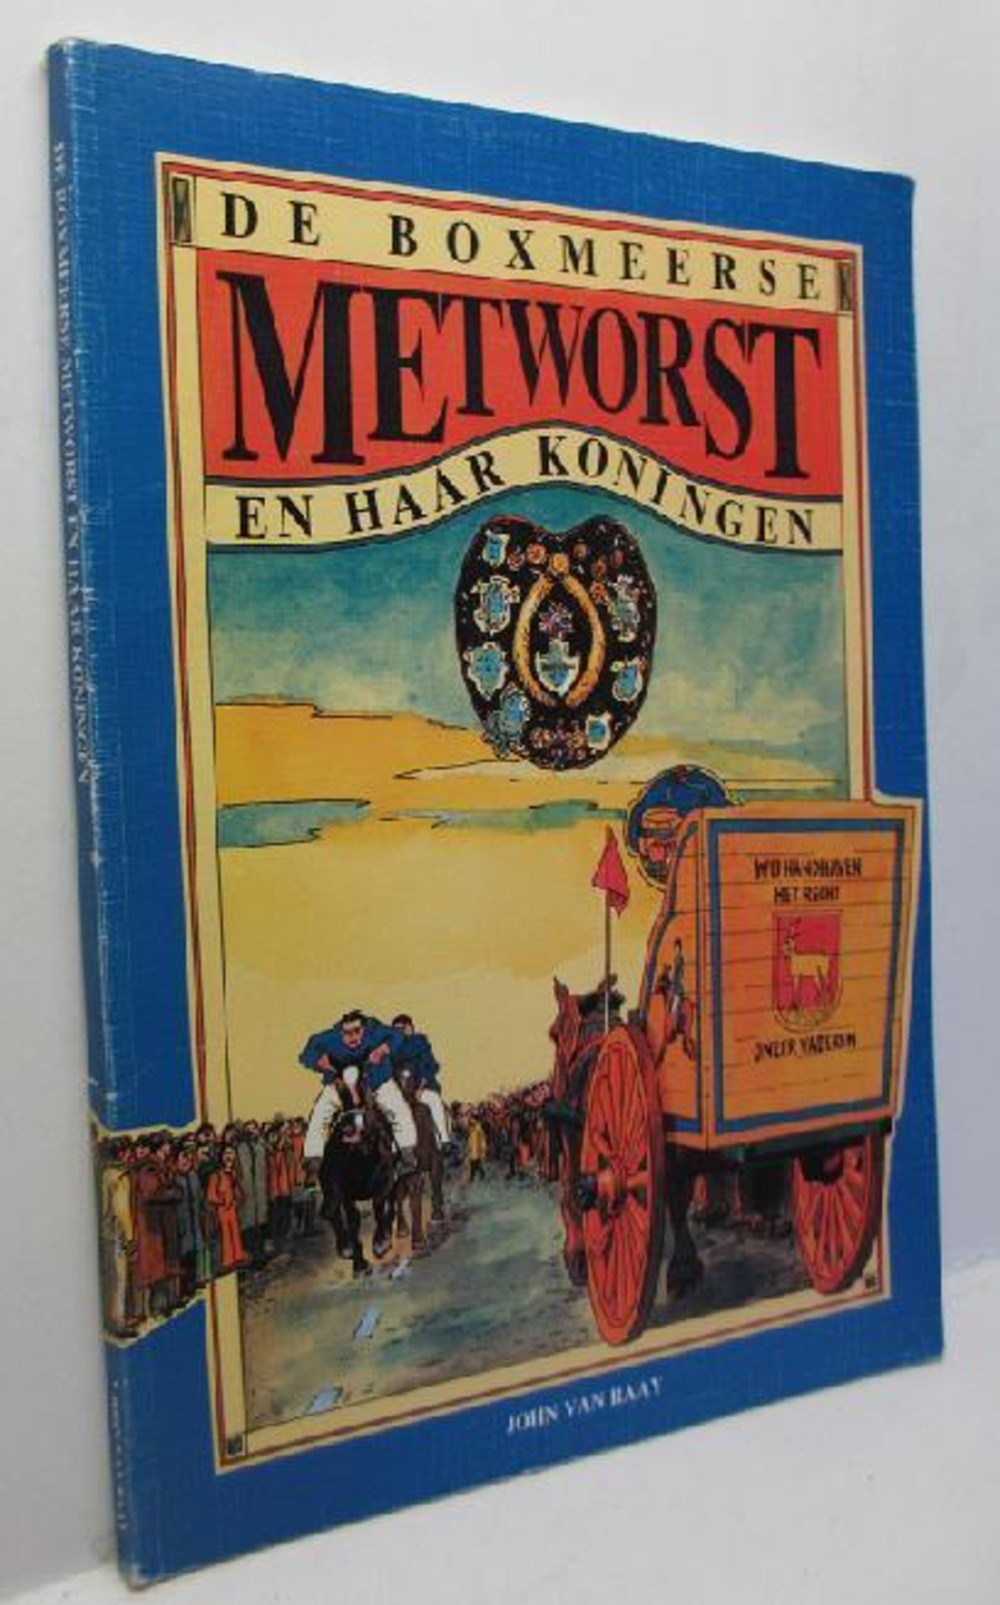 DE BOXMEERSE
METWORST
EN HAAR KONINGEN
WIJ HANDHAVEN
HET RECHT
ONZER VADEREN
JOHN VAN RAAY
DE BOXMEERSE METWORST EN HAAR KONINGEN